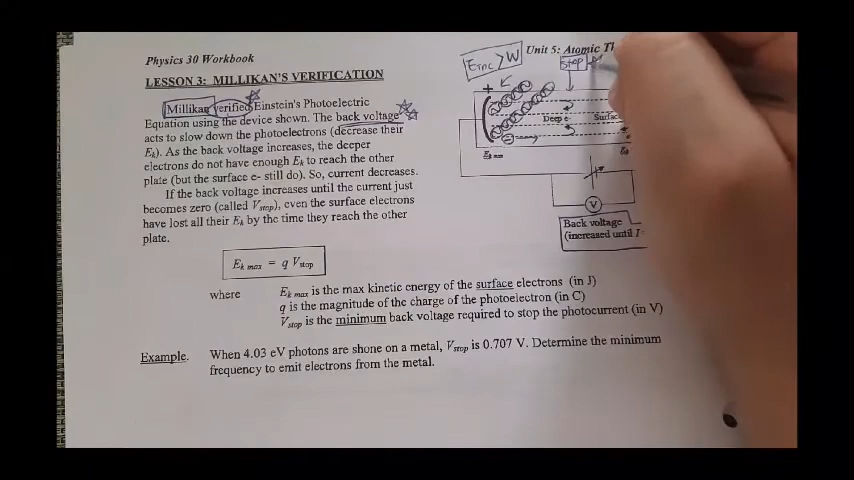 Physics 30 Workbook
Unit 5: Atomic Th
LESSON 3: MILLIKAN'S VERIFICATION
EInc > W
Stop
Millikan verified Einstein's Photoelectric
Equation using the device shown. The back voltage
acts to slow down the photoelectrons (decrease their
Ek). As the back voltage increases, the deeper
electrons do not have enough Ek to reach the other
plate (but the surface e- still do). So, current decreases.
If the back voltage increases until the current just
becomes zero (called Vstop), even the surface electrons
have lost all their Ek by the time they reach the other
plate.
+
Deep e-
Surfac
Ek max
V
Back voltage
(increased until I
Ek max = q Vstop
where
Ek max is the max kinetic energy of the surface electrons (in J)
q is the magnitude of the charge of the photoelectron (in C)
Vstop is the minimum back voltage required to stop the photocurrent (in V)
Example. When 4.03 eV photons are shone on a metal, Vstop is 0.707 V. Determine the minimum
frequency to emit electrons from the metal.